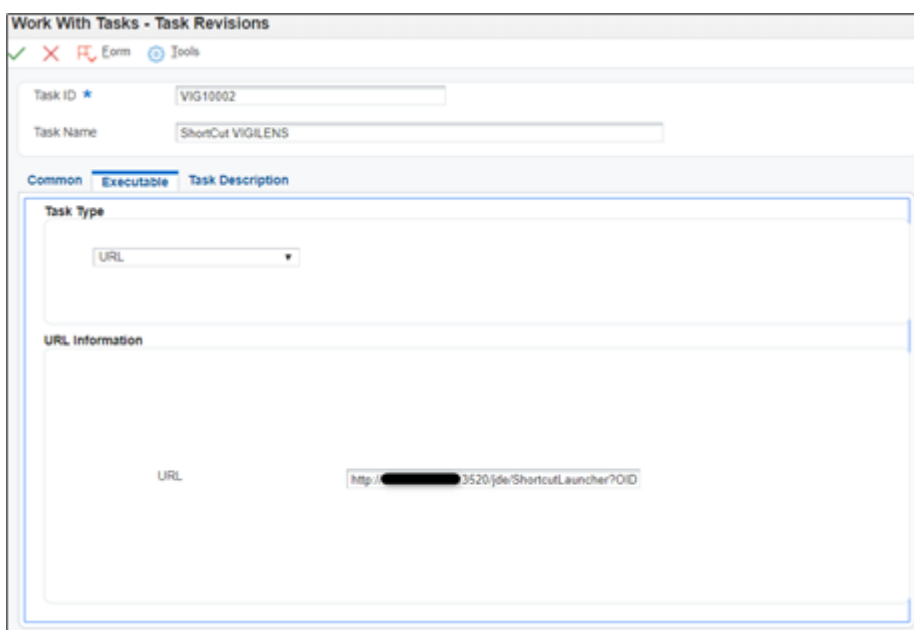 Work With Tasks - Task Revisions
Form Tools
Task ID * VIG10002
Task Name ShortCut VIGILENS
Common Executable Task Description
Task Type
URL
URL Information
URL http:// 3520/jde/ShortcutLauncher?OID